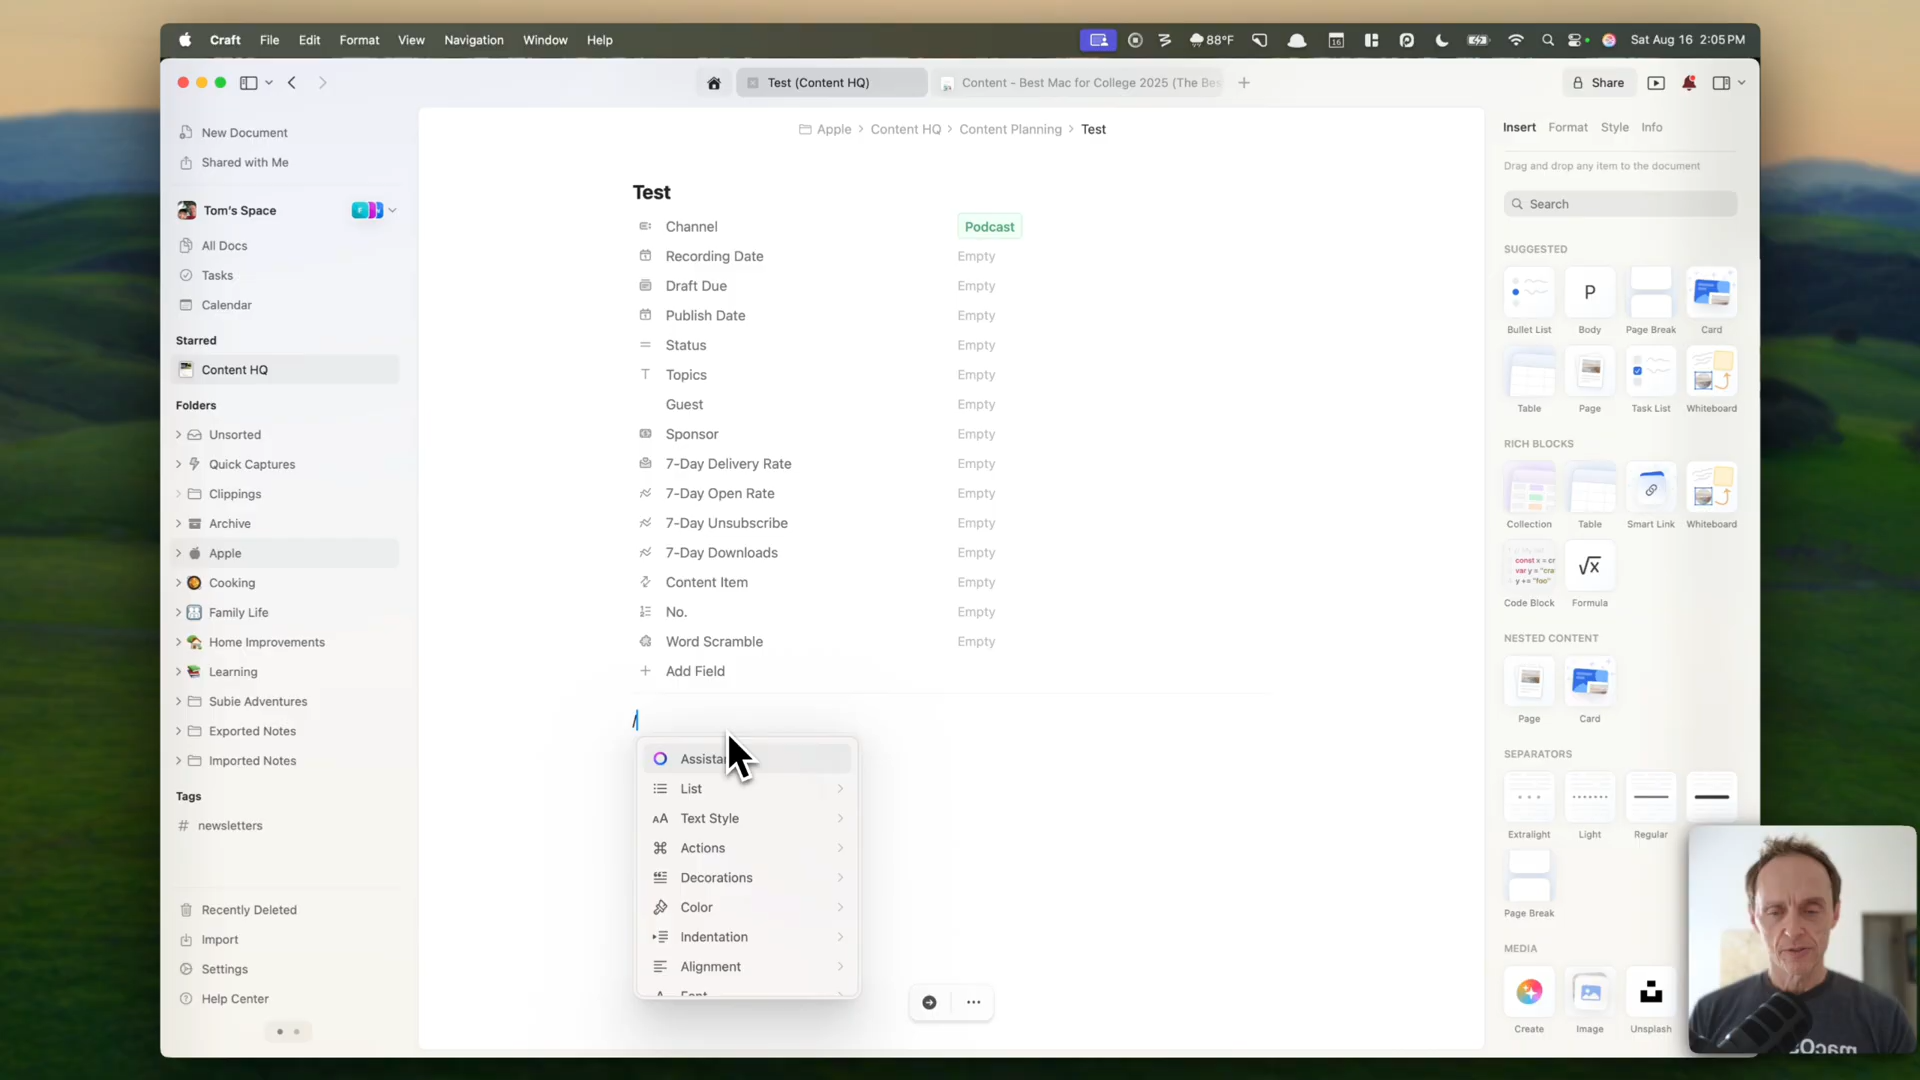 Craft File Edit Format View Navigation Window Help
16 88°F Sat Aug 16 2:05 PM
Test (Content HQ)
Content - Best Mac for College 2025 (The Bes
Share
New Document
Shared with Me
Tom's Space
All Docs
Tasks
Calendar
Starred
Content HQ
Folders
Unsorted
Quick Captures
Clippings
Archive
Apple
Cooking
Family Life
Home Improvements
Learning
Subie Adventures
Exported Notes
Imported Notes
Tags
# newsletters
Recently Deleted
Import
Settings
Help Center
Apple > Content HQ > Content Planning > Test
Test
Channel Podcast
Recording Date Empty
Draft Due Empty
Publish Date Empty
Status Empty
Topics Empty
Guest Empty
Sponsor Empty
7-Day Delivery Rate Empty
7-Day Open Rate Empty
7-Day Unsubscribe Empty
7-Day Downloads Empty
Content Item Empty
No. Empty
Word Scramble Empty
+ Add Field
/
List
Text Style
Actions
Decorations
Color
Indentation
Alignment
Font
Insert Format Style Info
Drag and drop any item to the document
Search
SUGGESTED
P
Bullet List Body Page Break Card
Table Page Task List Whiteboard
RICH BLOCKS
Collection Table Smart Link Whiteboard
√x
Code Block Formula
NESTED CONTENT
Page Card
SEPARATORS
Extralight Light Regular
Page Break
MEDIA
Create Image Unsplash